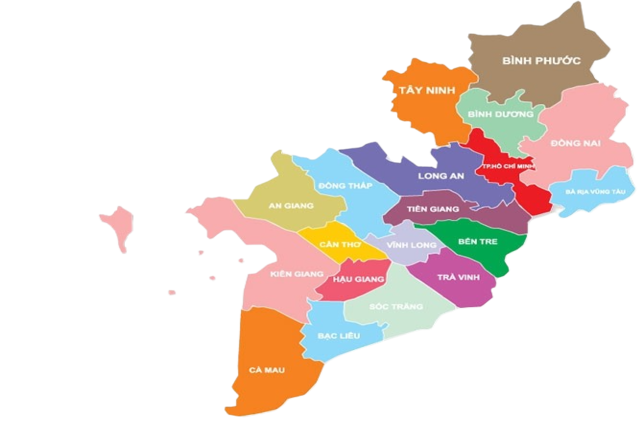 BÌNH PHƯỚC
TÂY NINH
BÌNH DƯƠNG
ĐỒNG NAI
TP.HỒ CHÍ MINH
LONG AN
BÀ RỊA VŨNG TÀU
ĐỒNG THÁP
AN GIANG
TIỀN GIANG
CẦN THƠ
VĨNH LONG
BẾN TRE
KIÊN GIANG
HẬU GIANG
TRÀ VINH
SÓC TRĂNG
BẠC LIÊU
CÀ MAU